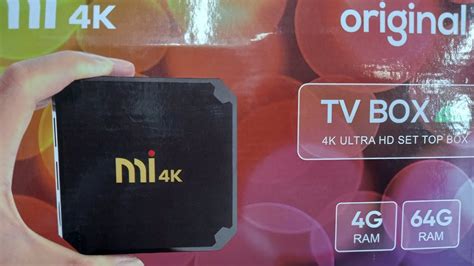 mi 4K
original
TV BOX
4K ULTRA HD SET TOP BOX
mi 4K
4G
RAM
64G
RAM